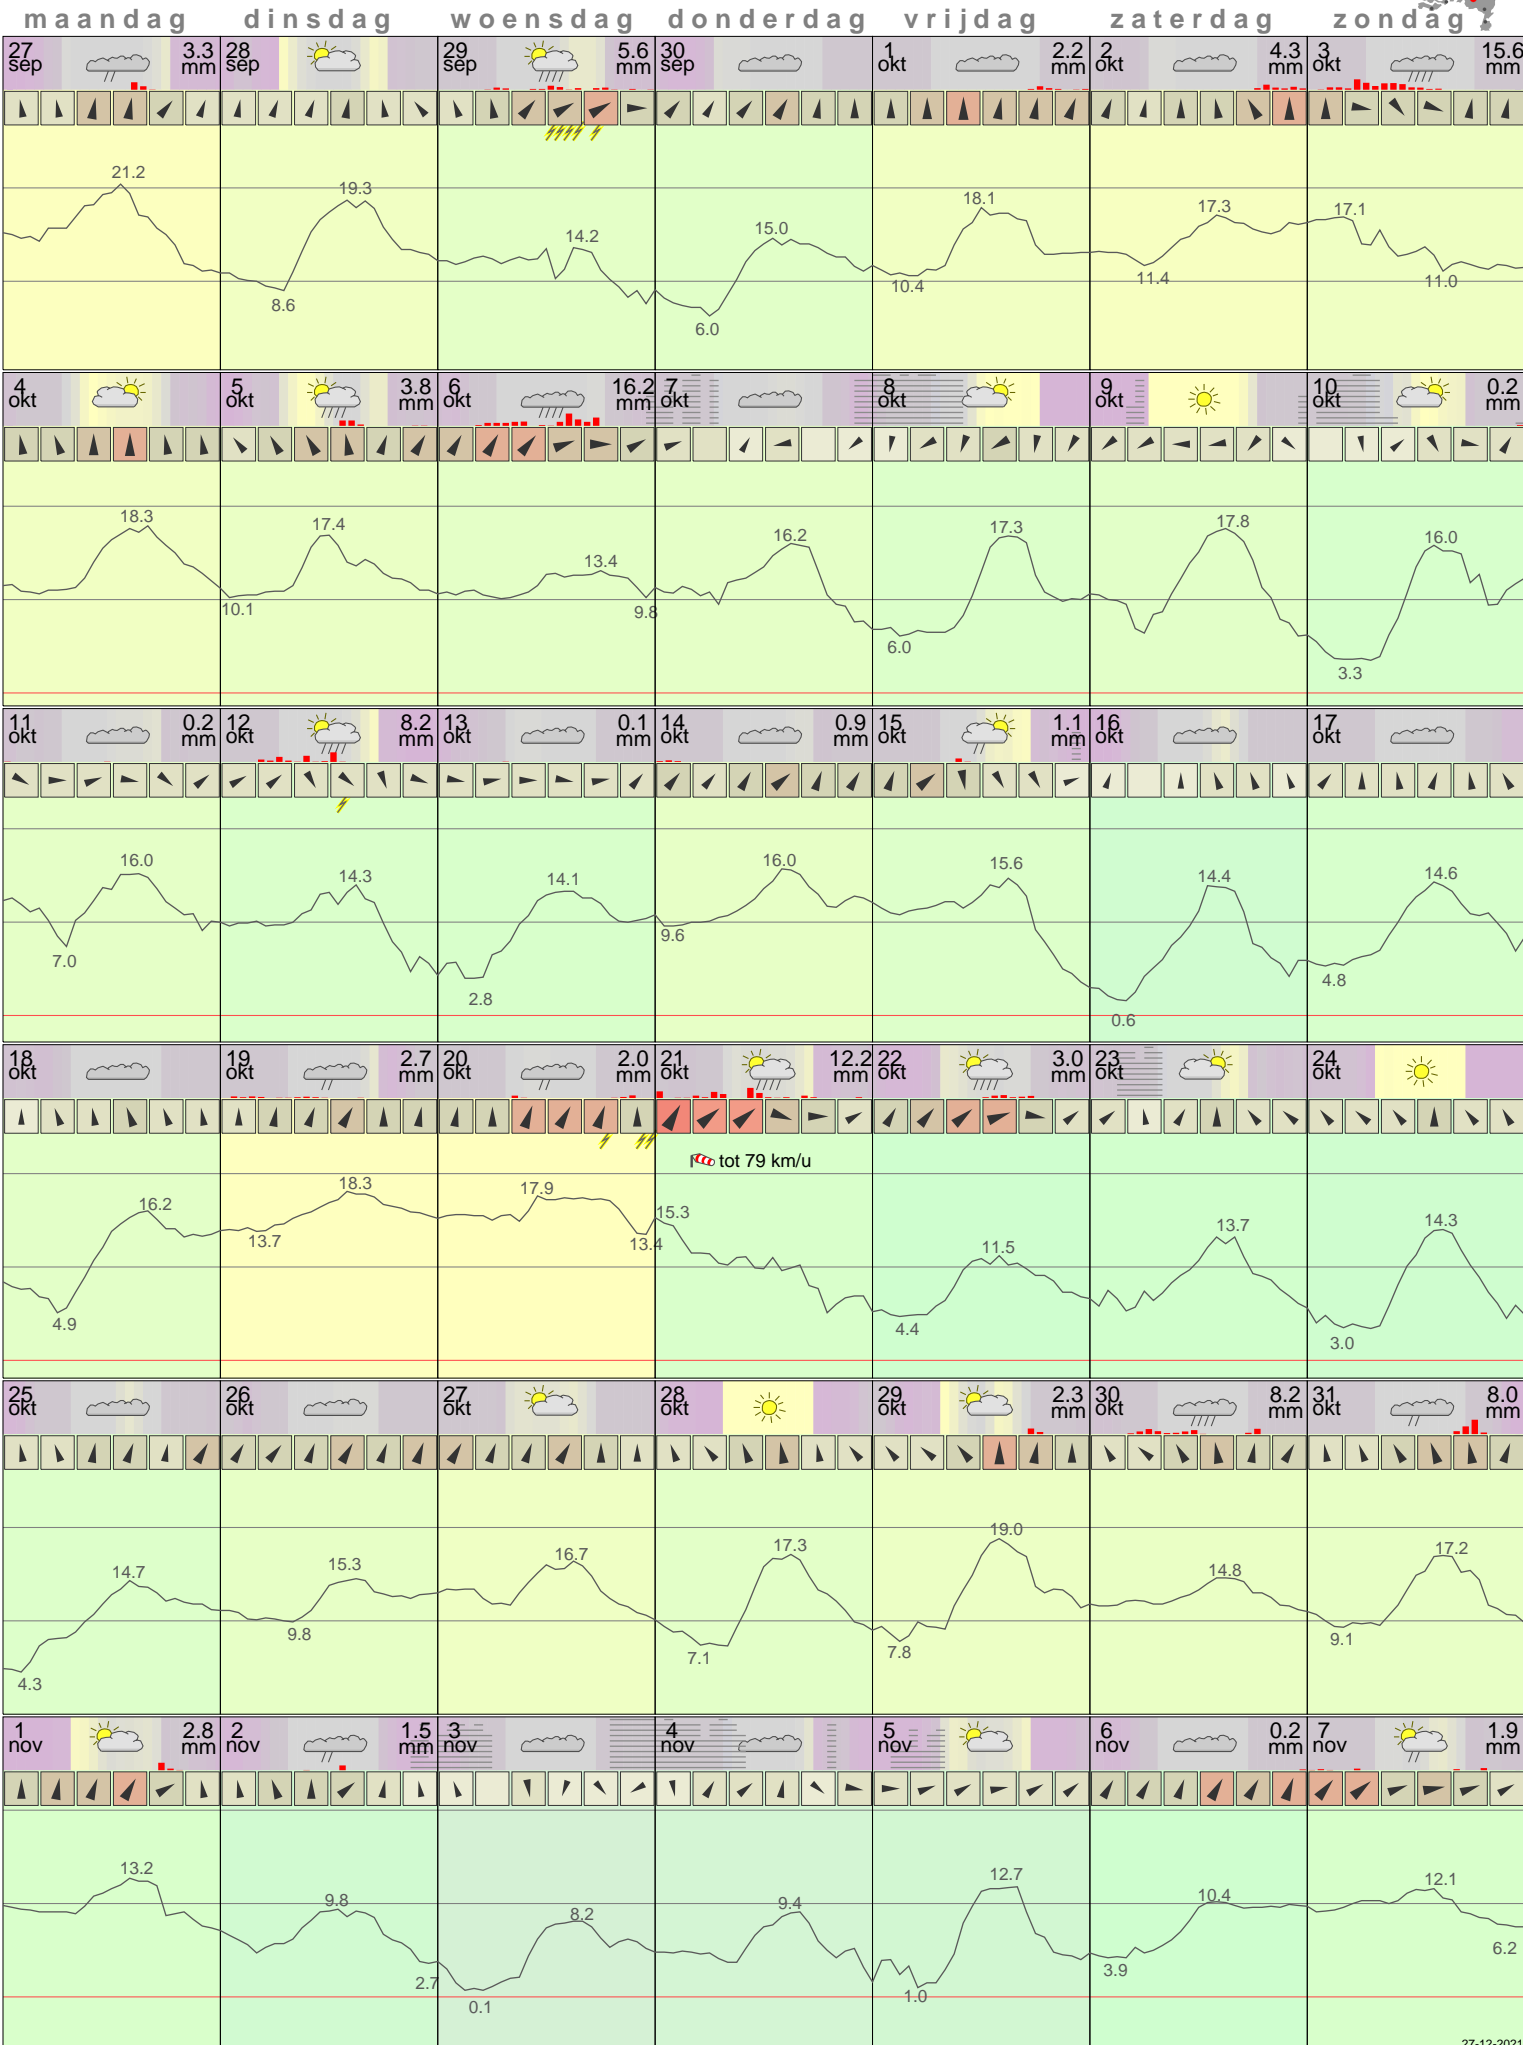 maandag dinsdag woensdag donderdag vrijdag zaterdag zondag
27 sep 3.3 mm 28 sep 29 sep 5.6 mm 30 sep 1 okt 2.2 mm 2 okt 4.3 mm 3 okt 15.6 mm
21.2 8.6 19.3 14.2 6.0 15.0 10.4 18.1 11.4 17.3 17.1 11.0
4 okt 5 okt 3.8 mm 6 okt 16.2 7 okt 8 okt 9 okt 10 okt 0.2 mm
18.3 10.1 17.4 13.4 9.8 16.2 6.0 17.3 17.8 3.3 16.0
11 okt 0.2 mm 12 okt 8.2 mm 13 okt 0.1 mm 14 okt 0.9 mm 15 okt 1.1 mm 16 okt 17 okt
7.0 16.0 14.3 2.8 14.1 9.6 16.0 15.6 0.6 14.4 4.8 14.6
18 okt 19 okt 2.7 mm 20 okt 2.0 mm 21 okt 12.2 mm 22 okt 3.0 mm 23 okt 24 okt
tot 79 km/u
4.9 16.2 13.7 18.3 17.9 13.4 15.3 4.4 11.5 13.7 3.0 14.3
25 okt 26 okt 27 okt 28 okt 29 okt 2.3 mm 30 okt 8.2 mm 31 okt 8.0 mm
4.3 14.7 9.8 15.3 16.7 7.1 17.3 7.8 19.0 14.8 9.1 17.2
1 nov 2.8 mm 2 nov 1.5 mm 3 nov 4 nov 5 nov 6 nov 0.2 mm 7 nov 1.9 mm
13.2 9.8 2.7 0.1 8.2 9.4 1.0 12.7 3.9 10.4 12.1 6.2
27-12-2021